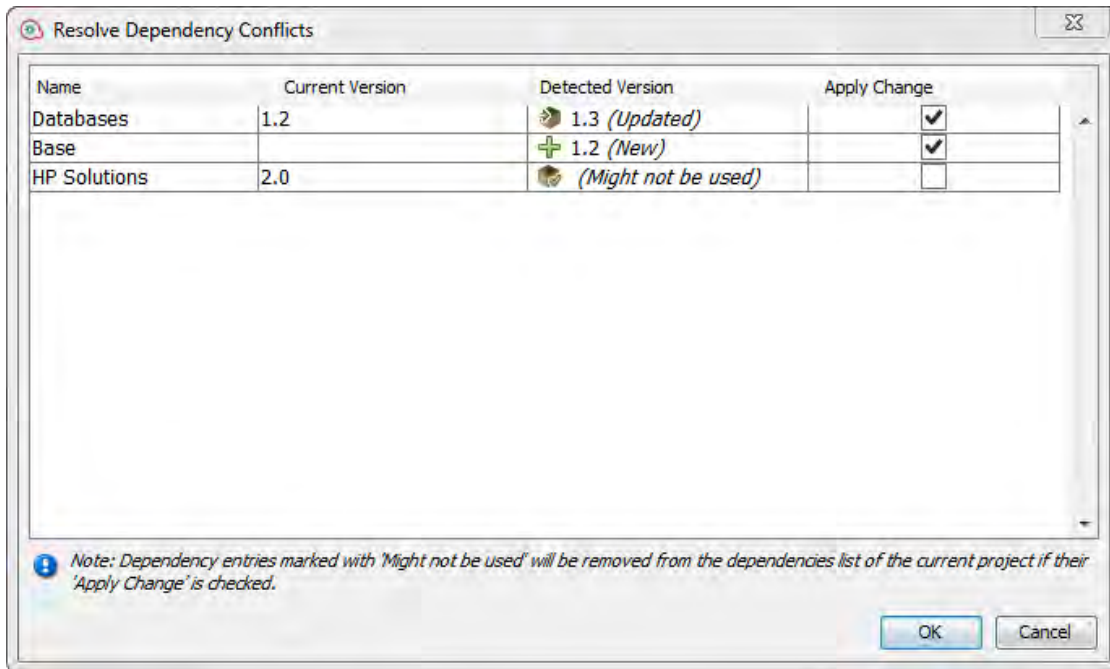 Resolve Dependency Conflicts
Name Current Version Detected Version Apply Change
Databases 1.2 1.3 (Updated)
Base 1.2 (New)
HP Solutions 2.0 (Might not be used)
Note: Dependency entries marked with 'Might not be used' will be removed from the dependencies list of the current project if their
'Apply Change' is checked.
OK Cancel